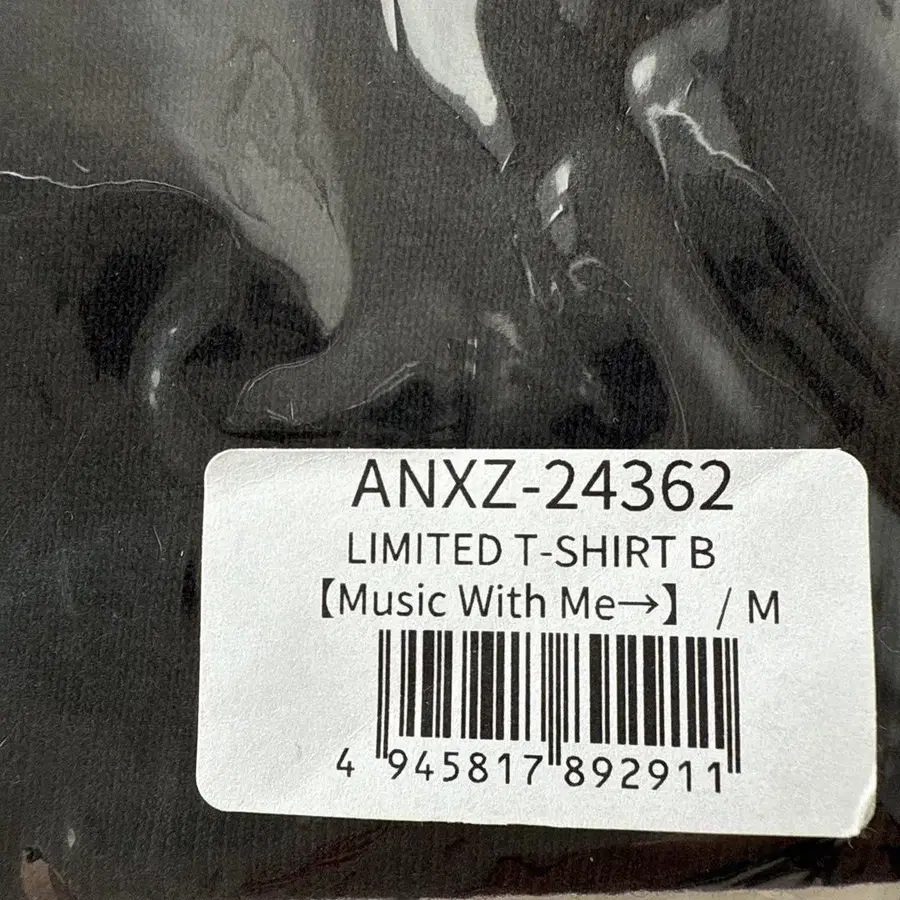 ANXZ-24362
LIMITED T-SHIRT B
【Music With Me→】 / M
4 945817 892911